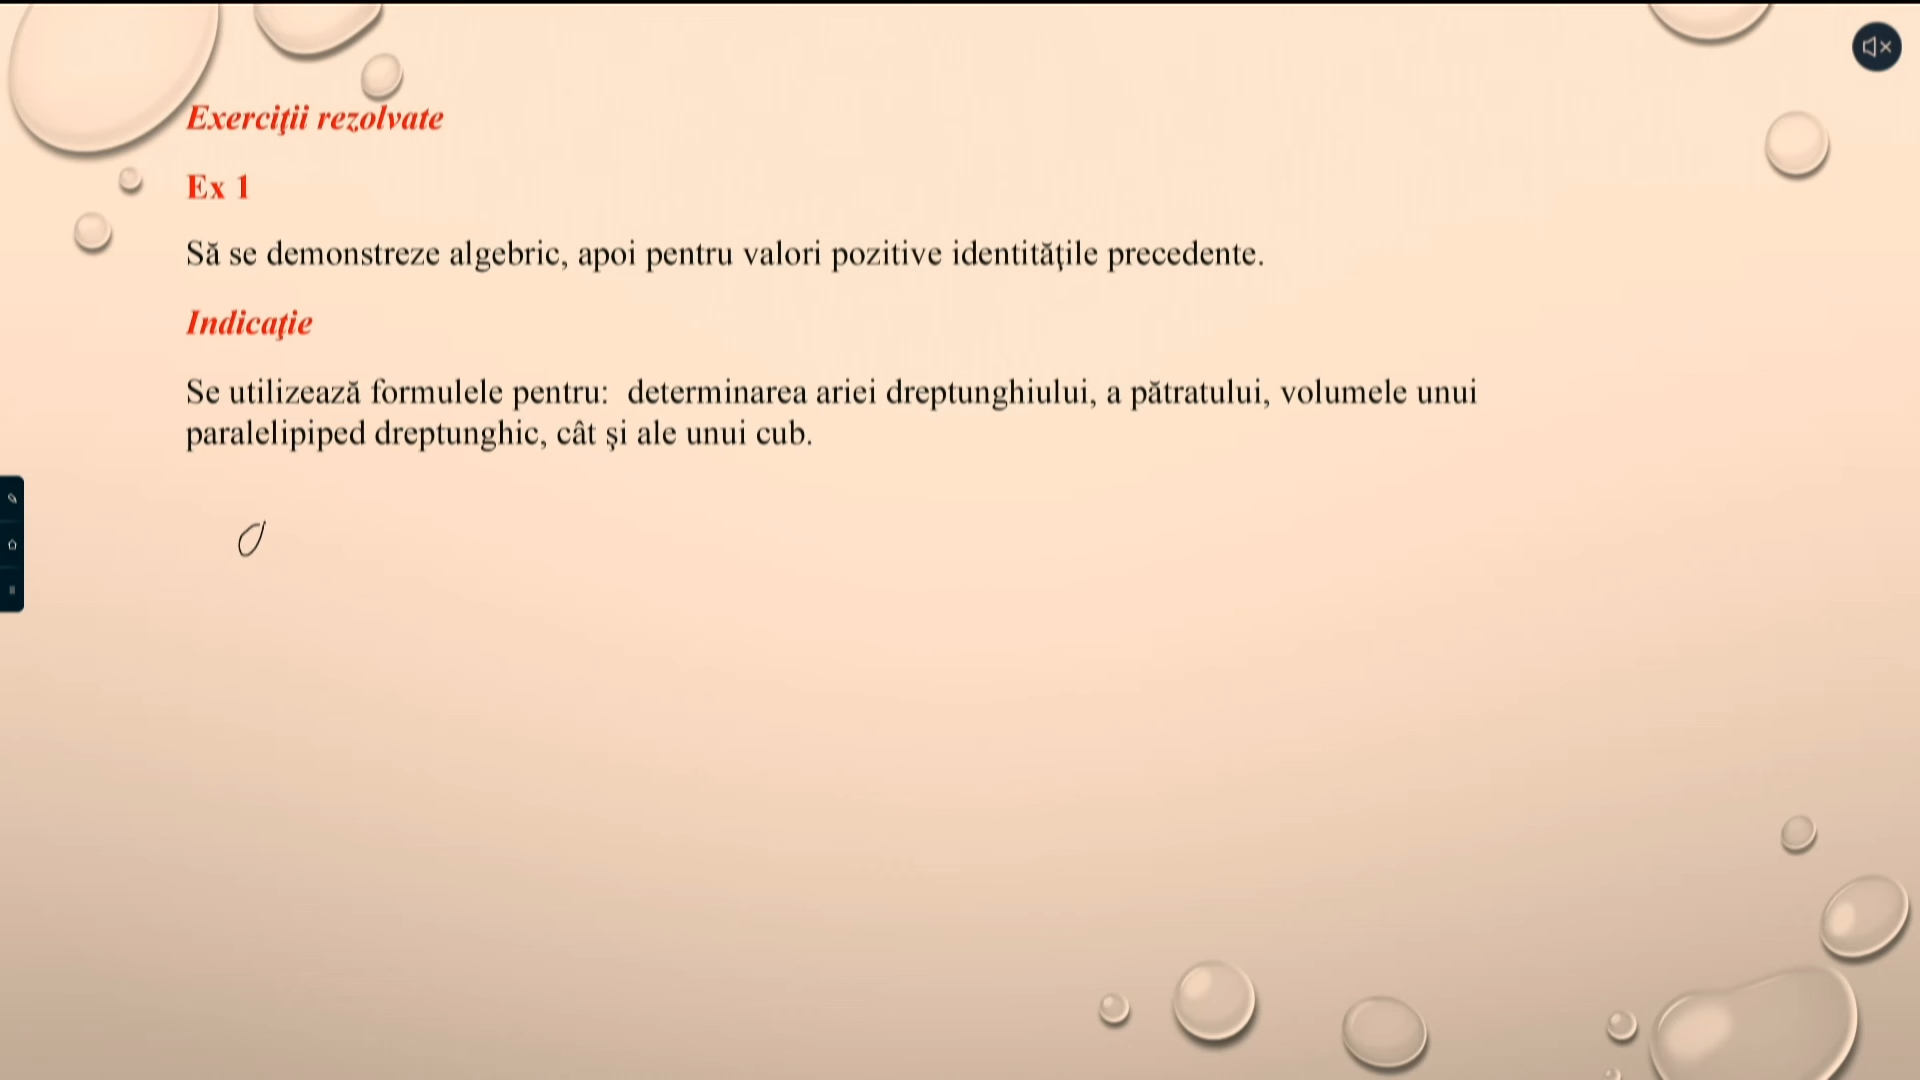 Exerciţii rezolvate
Ex 1
Să se demonstreze algebric, apoi pentru valori pozitive identităţile precedente.
Indicaţie
Se utilizează formulele pentru:  determinarea ariei dreptunghiului, a pătratului, volumele unui
paralelipiped dreptunghic, cât şi ale unui cub.